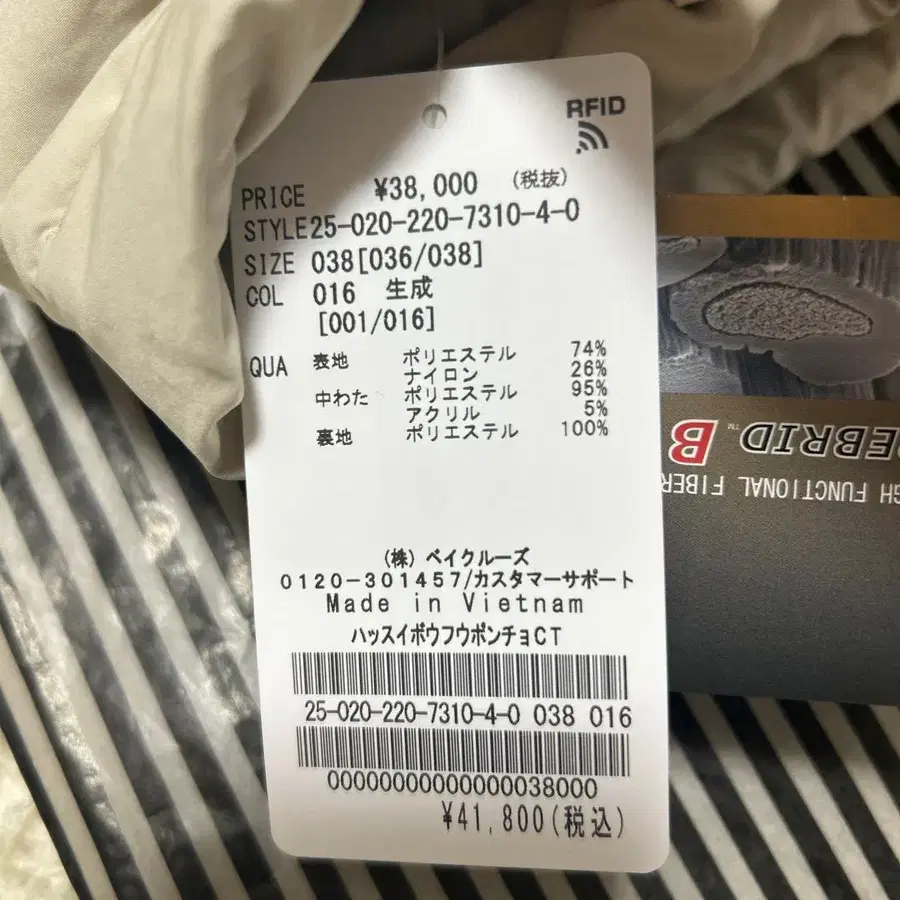 RFID
PRICE ¥38,000 (税抜)
STYLE 25-020-220-7310-4-0
SIZE 038[036/038]
COL 016 生成
[001/016]
QUA 表地 ポリエステル 74%
ナイロン 26%
中わた ポリエステル 95%
アクリル 5%
裏地 ポリエステル 100%
(株) ベイクルーズ
0120-301457/カスタマーサポート
Made in Vietnam
ハッスイボウフウポンチョCT
25-020-220-7310-4-0 038 016
00000000000000038000
¥41,800(税込)
EBRID™ B
GH FUNCTIONAL FIBER